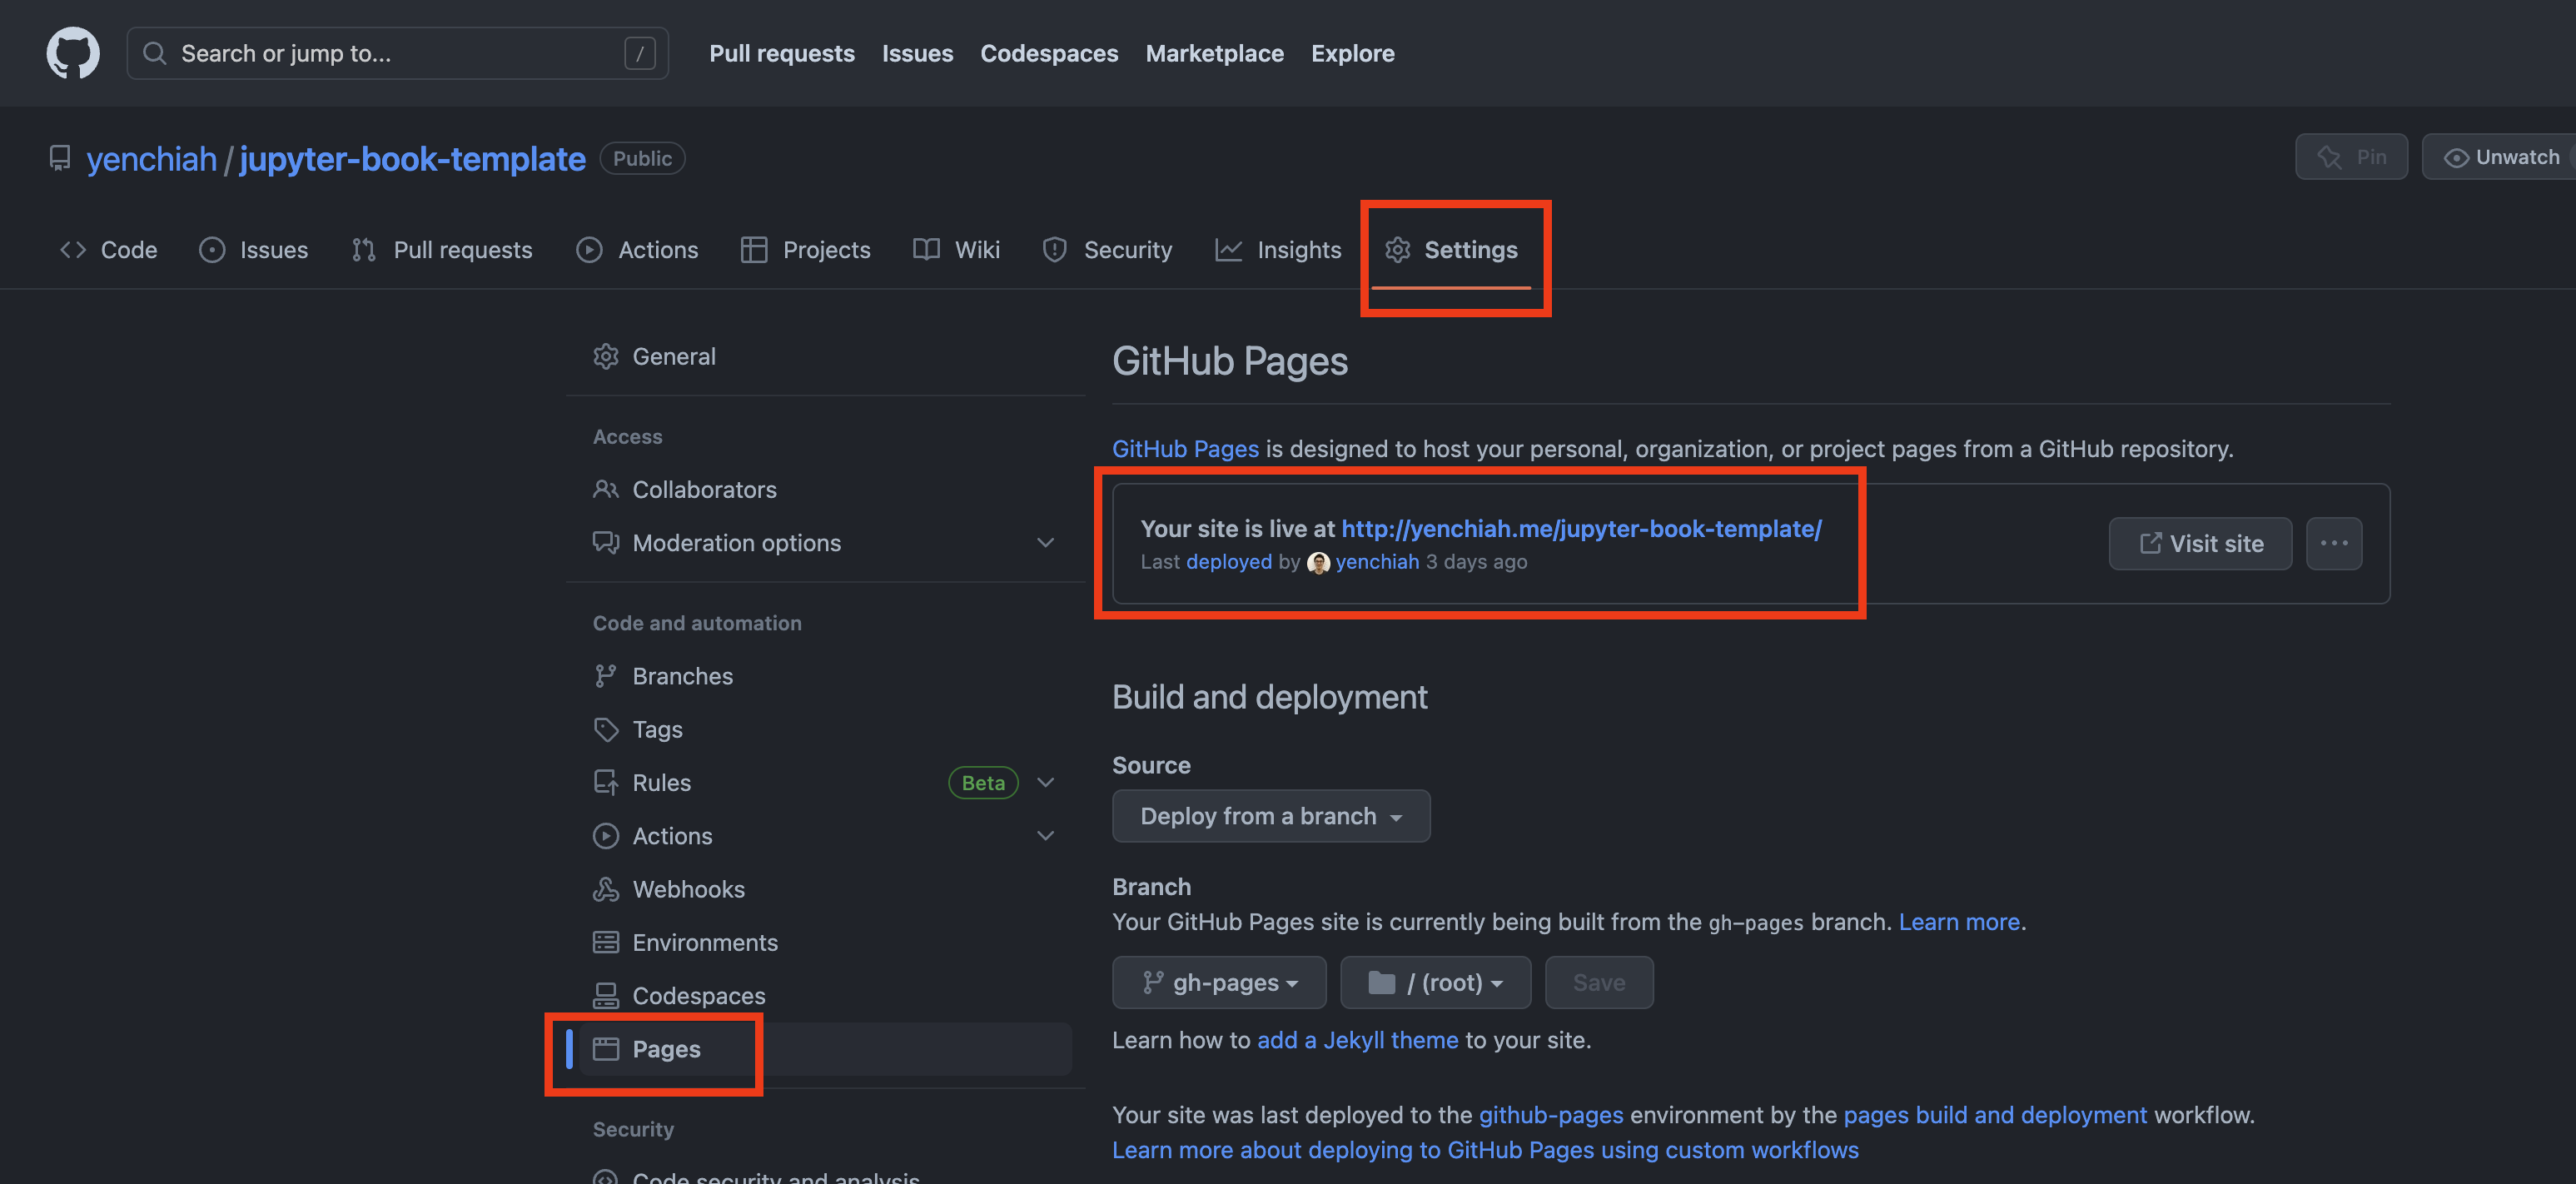 Search or jump to... /
Pull requests Issues Codespaces Marketplace Explore
yenchiah / jupyter-book-template Public
Pin Unwatch
Code Issues Pull requests Actions Projects Wiki Security Insights Settings
General
Access
Collaborators
Moderation options
Code and automation
Branches
Tags
Rules Beta
Actions
Webhooks
Environments
Codespaces
Pages
Security
Code security and analysis
GitHub Pages
GitHub Pages is designed to host your personal, organization, or project pages from a GitHub repository.
Your site is live at http://yenchiah.me/jupyter-book-template/
Last deployed by yenchiah 3 days ago
Visit site ...
Build and deployment
Source
Deploy from a branch
Branch
Your GitHub Pages site is currently being built from the gh-pages branch. Learn more.
gh-pages / (root) Save
Learn how to add a Jekyll theme to your site.
Your site was last deployed to the github-pages environment by the pages build and deployment workflow.
Learn more about deploying to GitHub Pages using custom workflows